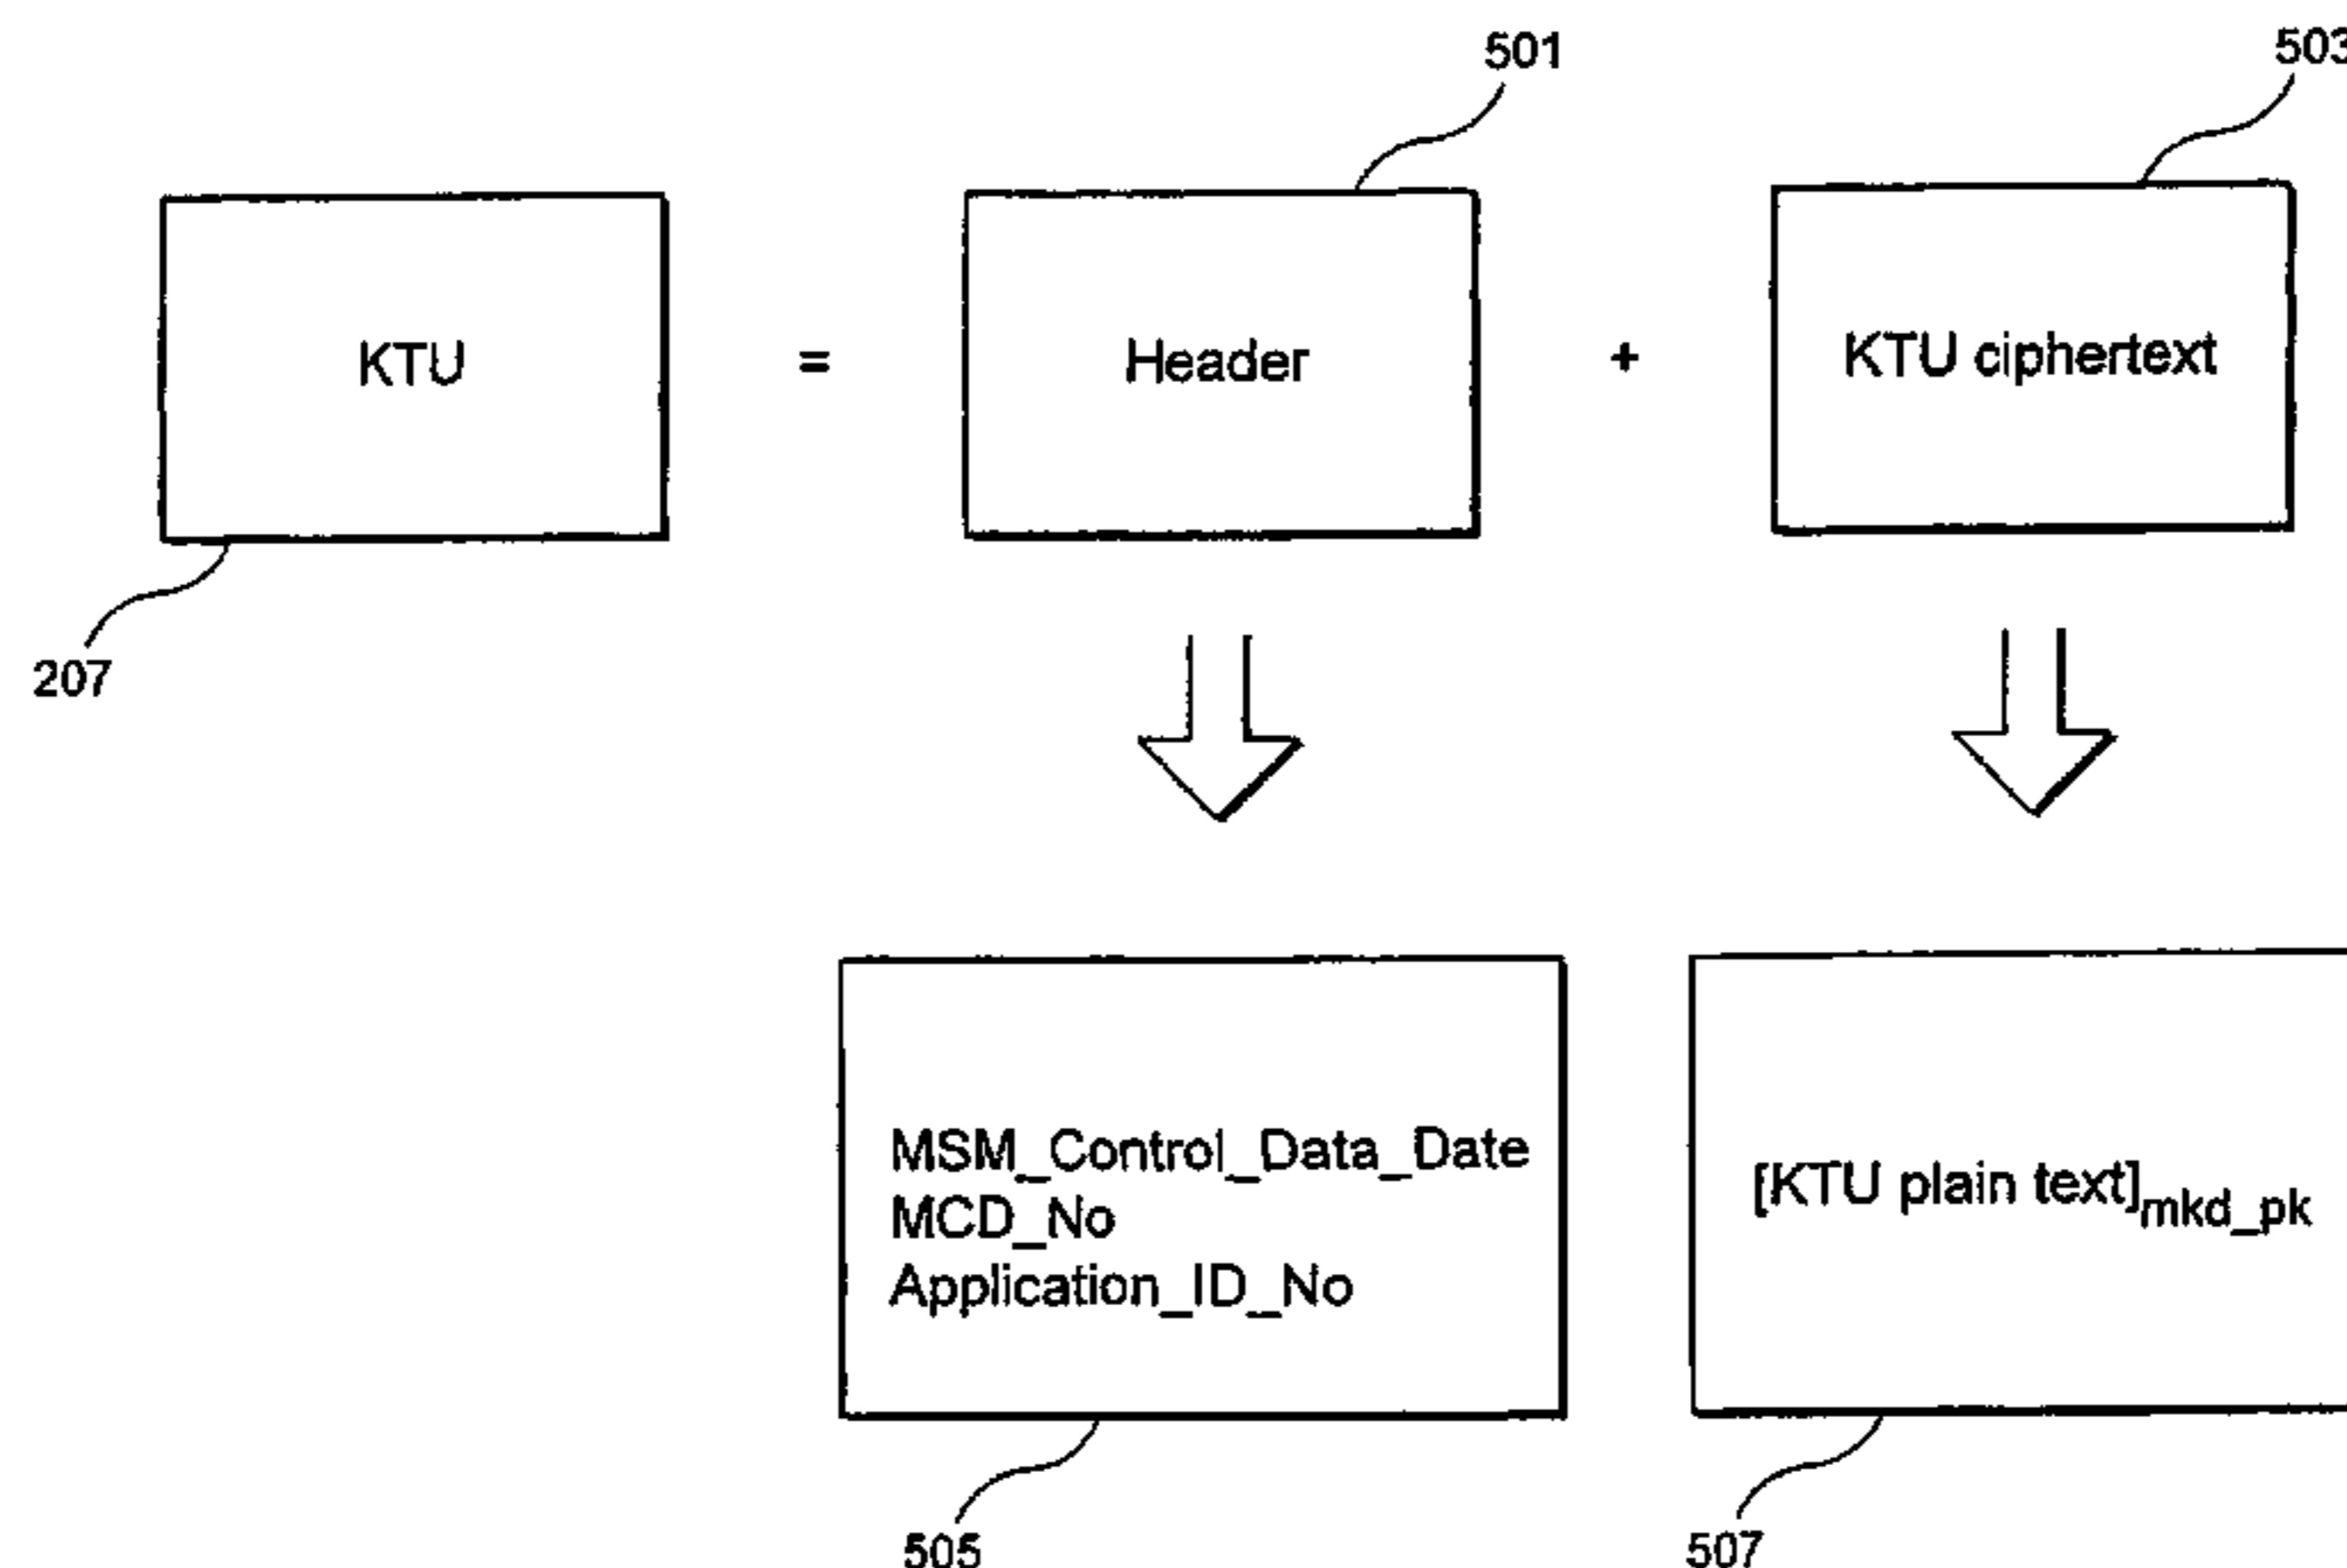 501
503
KTU
=
Header
+
KTU ciphertext
207
MSM_Control_Data_Date
MCD_No
Application_ID_No
[KTU plain text]mkd_pk
505
507